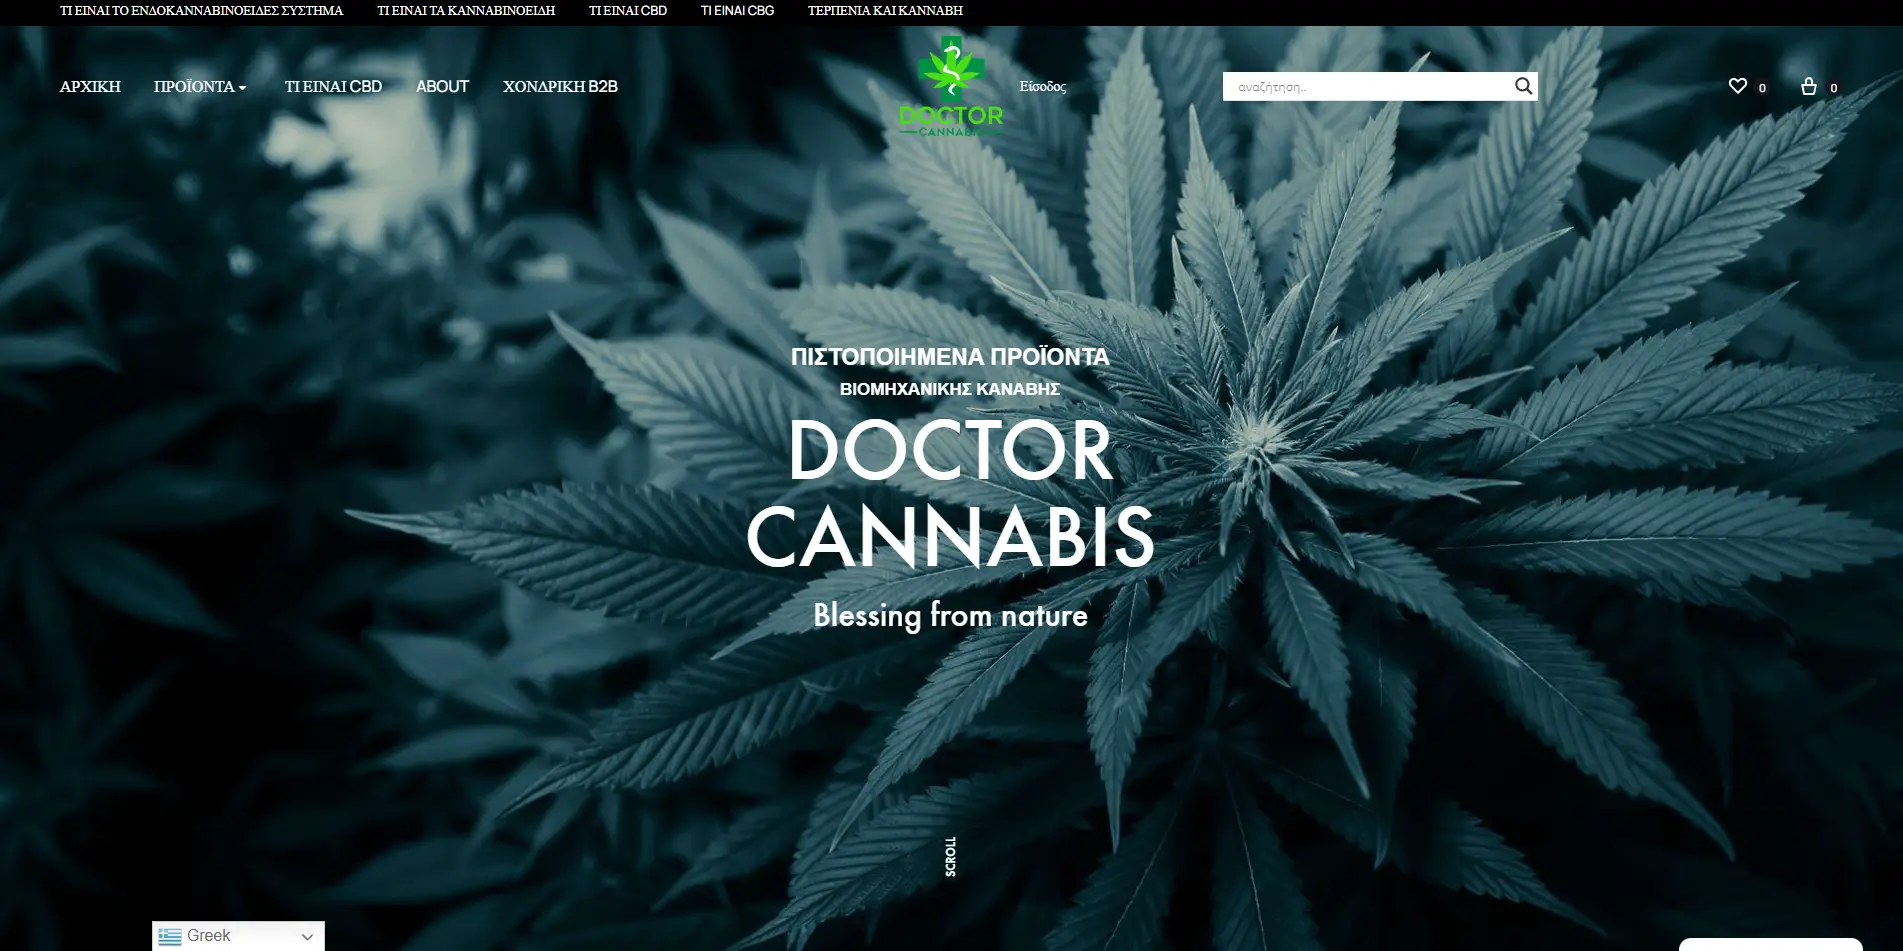 ΤΙ ΕΙΝΑΙ ΤΟ ΕΝΔΟΚΑΝΝΑΒΙΝΟΕΙΔΕΣ ΣΥΣΤΗΜΑ ΤΙ ΕΙΝΑΙ ΤΑ ΚΑΝΝΑΒΙΝΟΕΙΔΗ ΤΙ ΕΙΝΑΙ CBD ΤΙ ΕΙΝΑΙ CBG ΤΕΡΠΕΝΙΑ ΚΑΙ ΚΑΝΝΑΒΗ
ΑΡΧΙΚΗ ΠΡΟΪΟΝΤΑ ΤΙ ΕΙΝΑΙ CBD ABOUT ΧΟΝΔΡΙΚΗ B2B Είσοδος αναζήτηση.. 0 0
DOCTOR
CANNABIS
ΠΙΣΤΟΠΟΙΗΜΕΝΑ ΠΡΟΪΟΝΤΑ
ΒΙΟΜΗΧΑΝΙΚΗΣ ΚΑΝΑΒΗΣ
DOCTOR
CANNABIS
Blessing from nature
SCROLL
Greek